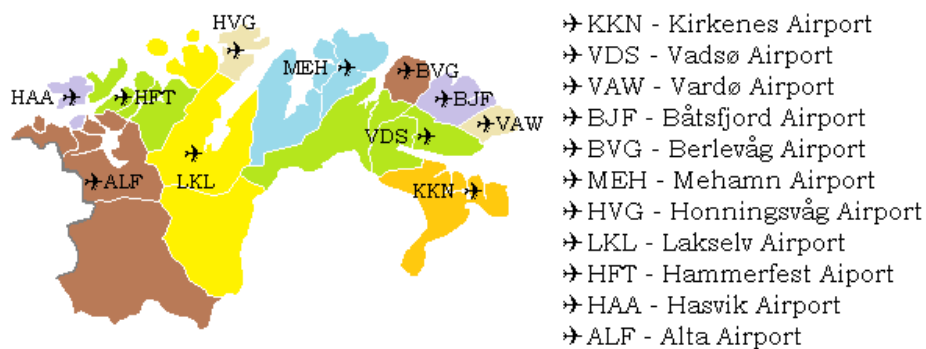 HVG
MEH
BVG
HAA
HFT
BJF
VAW
VDS
LKL
ALF
KKN
KKN - Kirkenes Airport
VDS - Vadsø Airport
VAW - Vardø Airport
BJF - Båtsfjord Airport
BVG - Berlevåg Airport
MEH - Mehamn Airport
HVG - Honningsvåg Airport
LKL - Lakselv Airport
HFT - Hammerfest Aiport
HAA - Hasvik Airport
ALF - Alta Airport